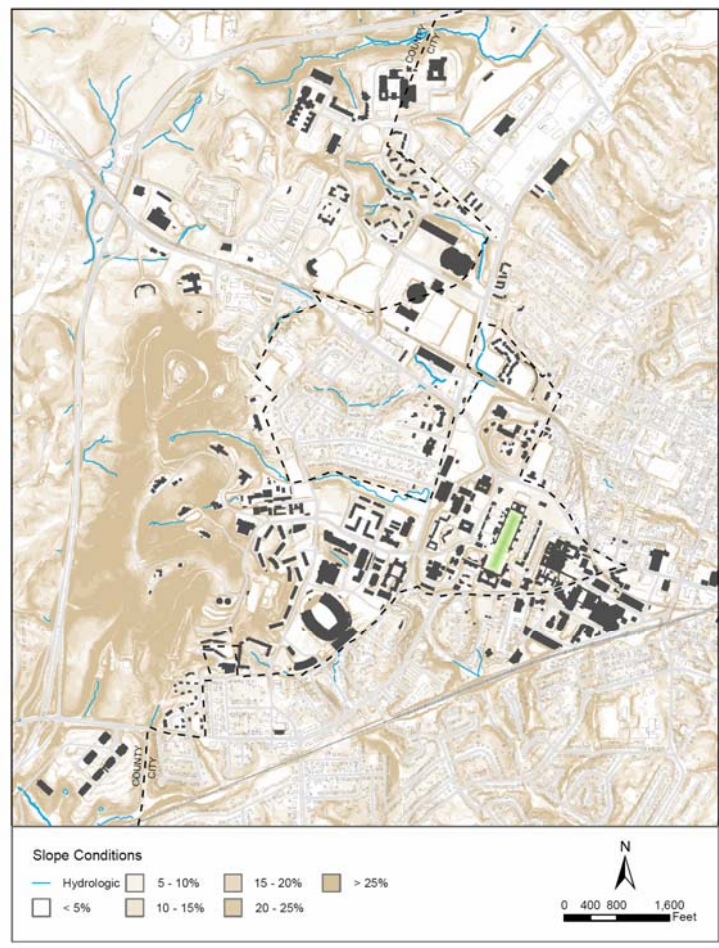 COUNTY
CITY
COUNTY
CITY
Slope Conditions
Hydrologic
5 - 10%
15 - 20%
> 25%
< 5%
10 - 15%
20 - 25%
N
0 400 800 1,600
Feet